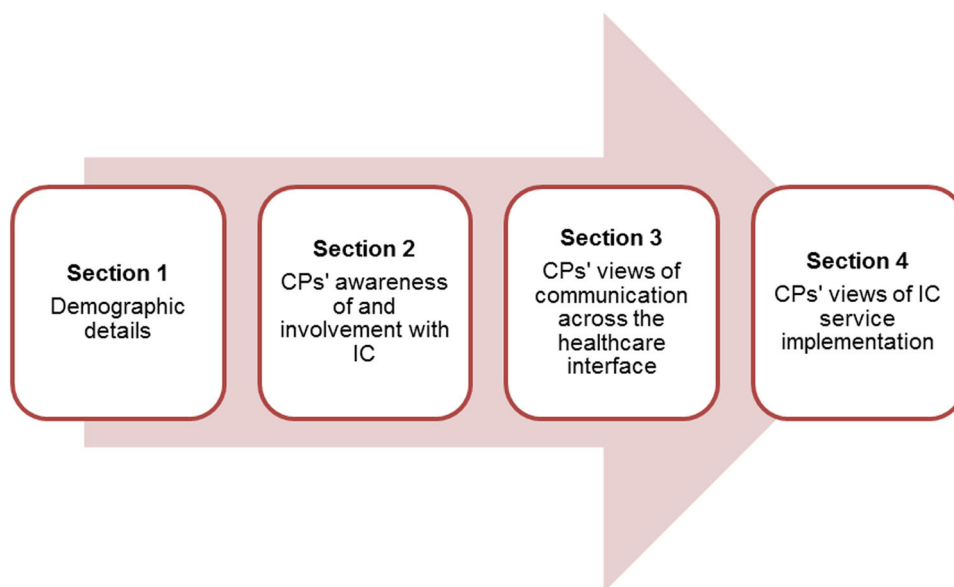 Section 1
Demographic
details
Section 2
CPs' awareness
of and
involvement with
IC
Section 3
CPs' views of
communication
across the
healthcare
interface
Section 4
CPs' views of IC
service
implementation